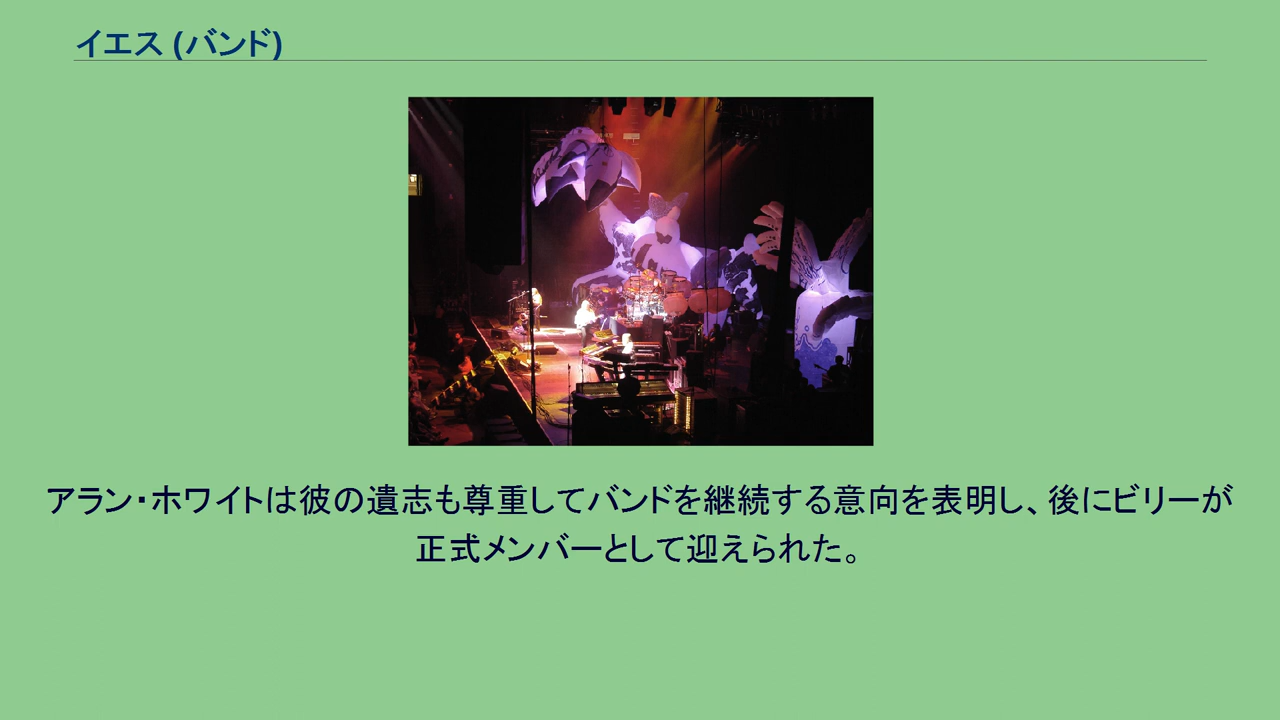 イエス (バンド)
アラン・ホワイトは彼の遺志も尊重してバンドを継続する意向を表明し、後にビリーが
正式メンバーとして迎えられた。